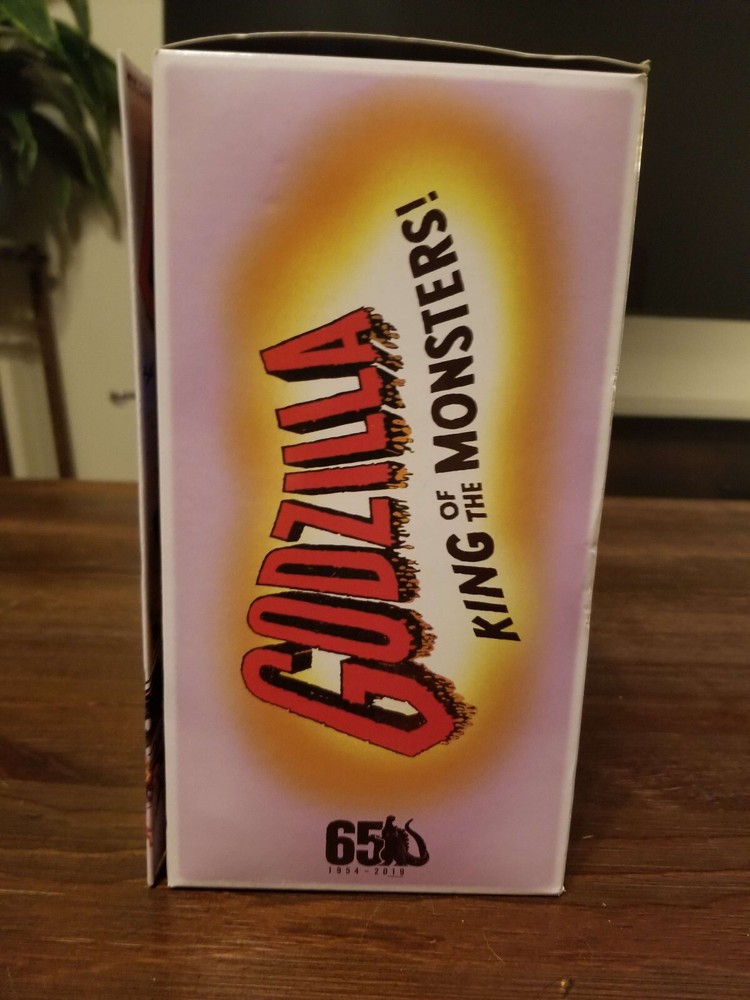 GODZILLA
KING OF THE MONSTERS!
65
1954-2019